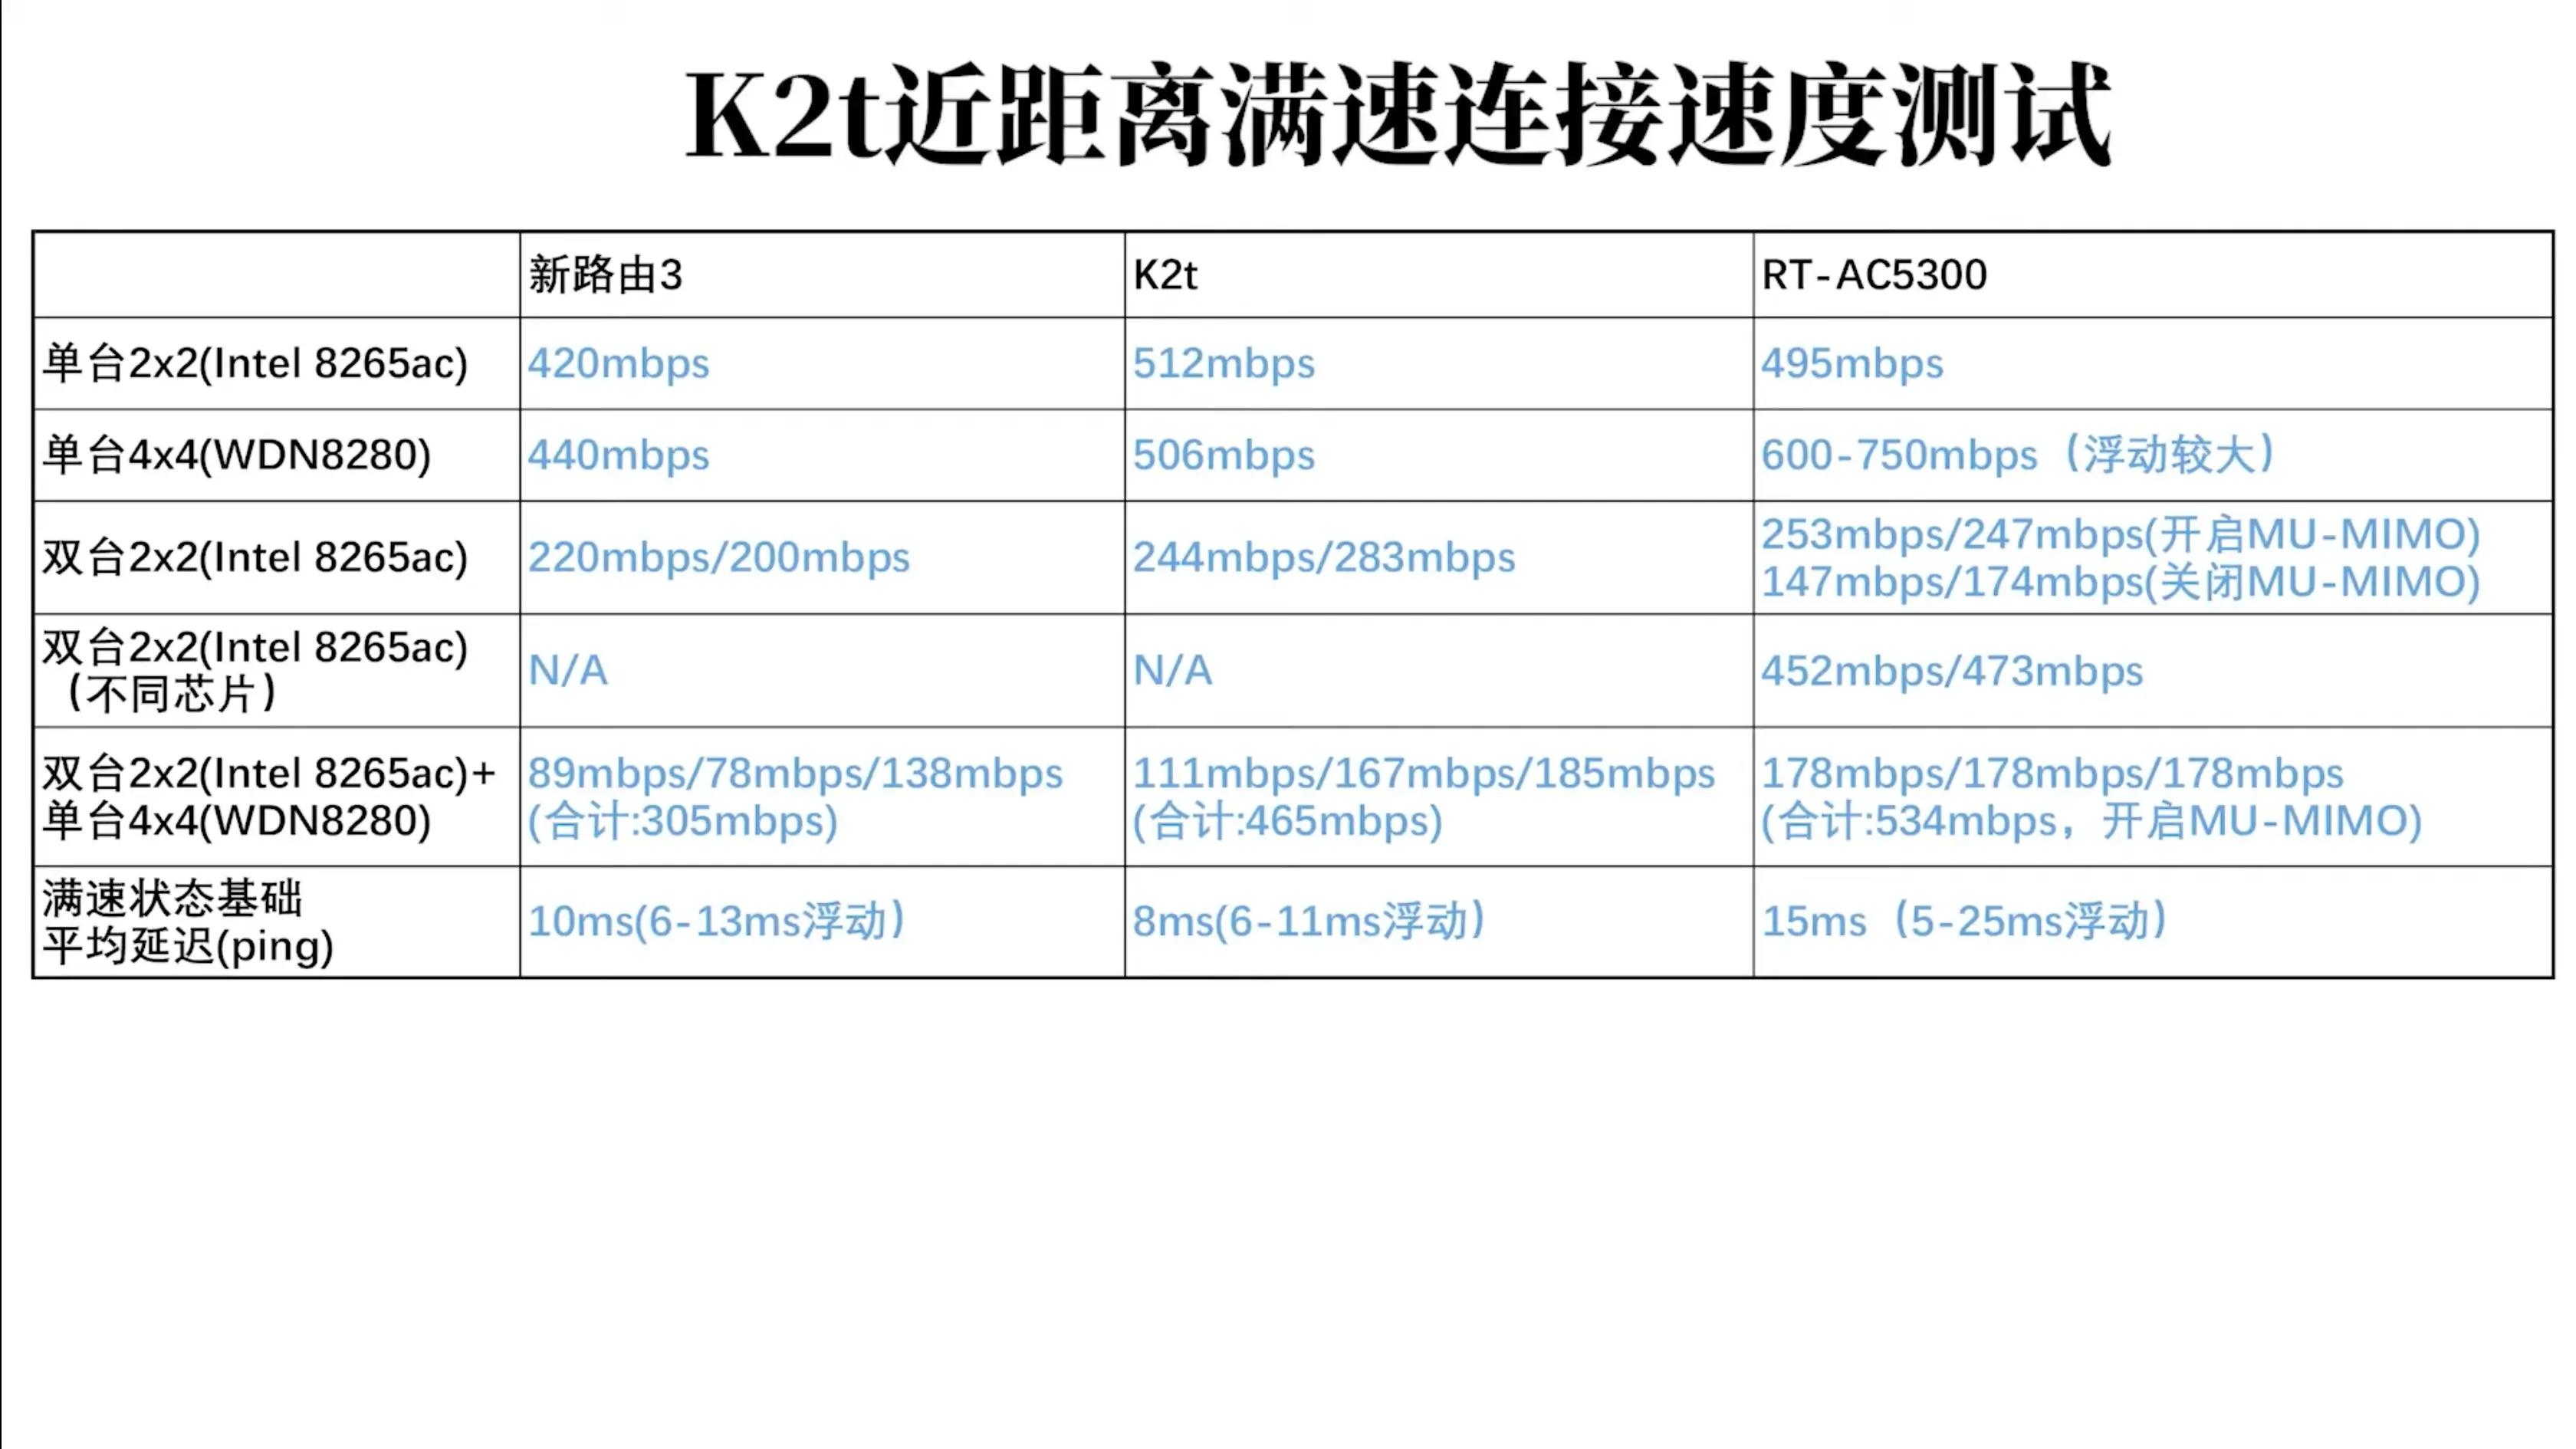 K2t近距离满速连接速度测试
新路由3
K2t
RT-AC5300
单台2x2(Intel 8265ac)
420mbps
512mbps
495mbps
单台4x4(WDN8280)
440mbps
506mbps
600-750mbps（浮动较大）
双台2x2(Intel 8265ac)
220mbps/200mbps
244mbps/283mbps
253mbps/247mbps(开启MU-MIMO)
147mbps/174mbps(关闭MU-MIMO)
双台2x2(Intel 8265ac)
（不同芯片）
N/A
N/A
452mbps/473mbps
双台2x2(Intel 8265ac)+
单台4x4(WDN8280)
89mbps/78mbps/138mbps
(合计:305mbps)
111mbps/167mbps/185mbps
(合计:465mbps)
178mbps/178mbps/178mbps
(合计:534mbps，开启MU-MIMO)
满速状态基础
平均延迟(ping)
10ms(6-13ms浮动）
8ms(6-11ms浮动）
15ms（5-25ms浮动）